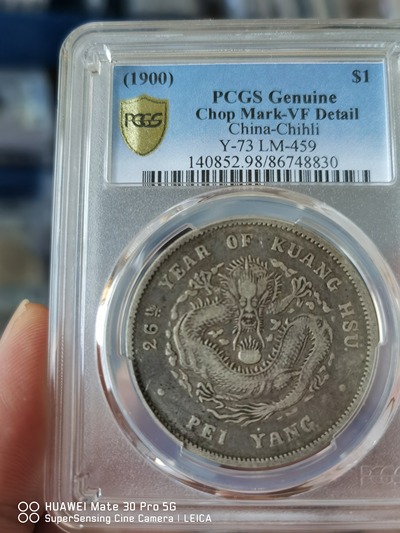 (1900) $1
PCGS Genuine
Chop Mark-VF Detail
China-Chihli
Y-73 LM-459
140852.98/86748830
PCGS
26TH YEAR OF KUANG HSU
PEI YANG
PCGS
HUAWEI Mate 30 Pro 5G
SuperSensing Cine Camera | LEICA